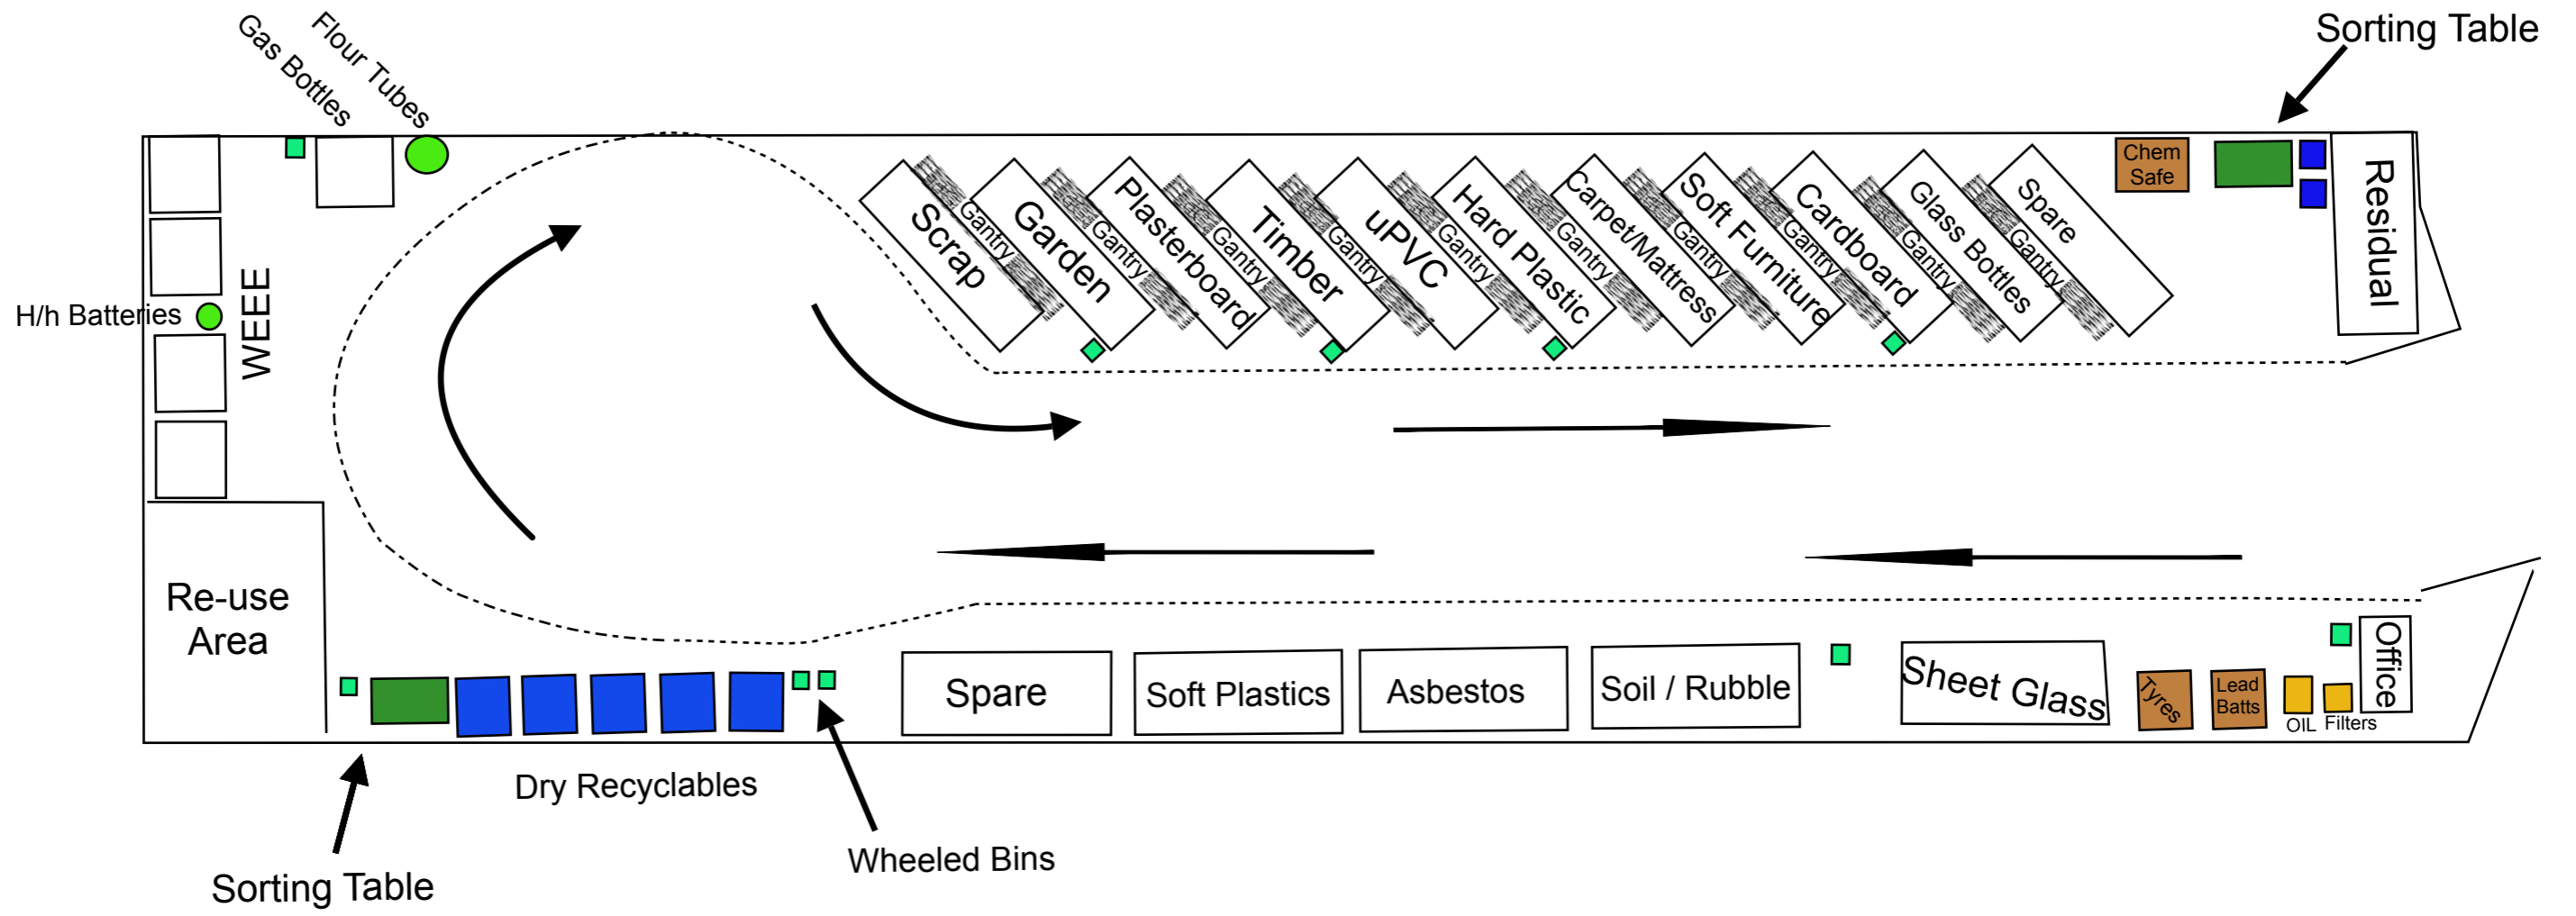 Sorting Table
Flour Tubes
Gas Bottles
Chem
Safe
Residual
Scrap
Gantry
Garden
Gantry
Plasterboard
Gantry
Timber
Gantry
uPVC
Gantry
Hard Plastic
Gantry
Carpet/Mattress
Gantry
Soft Furniture
Gantry
Cardboard
Gantry
Glass Bottles
Gantry
Spare
H/h Batteries
WEEE
Re-use
Area
Spare
Soft Plastics
Asbestos
Soil / Rubble
Sheet Glass
Tyres
Lead
Batts
OIL
Filters
Office
Dry Recyclables
Wheeled Bins
Sorting Table